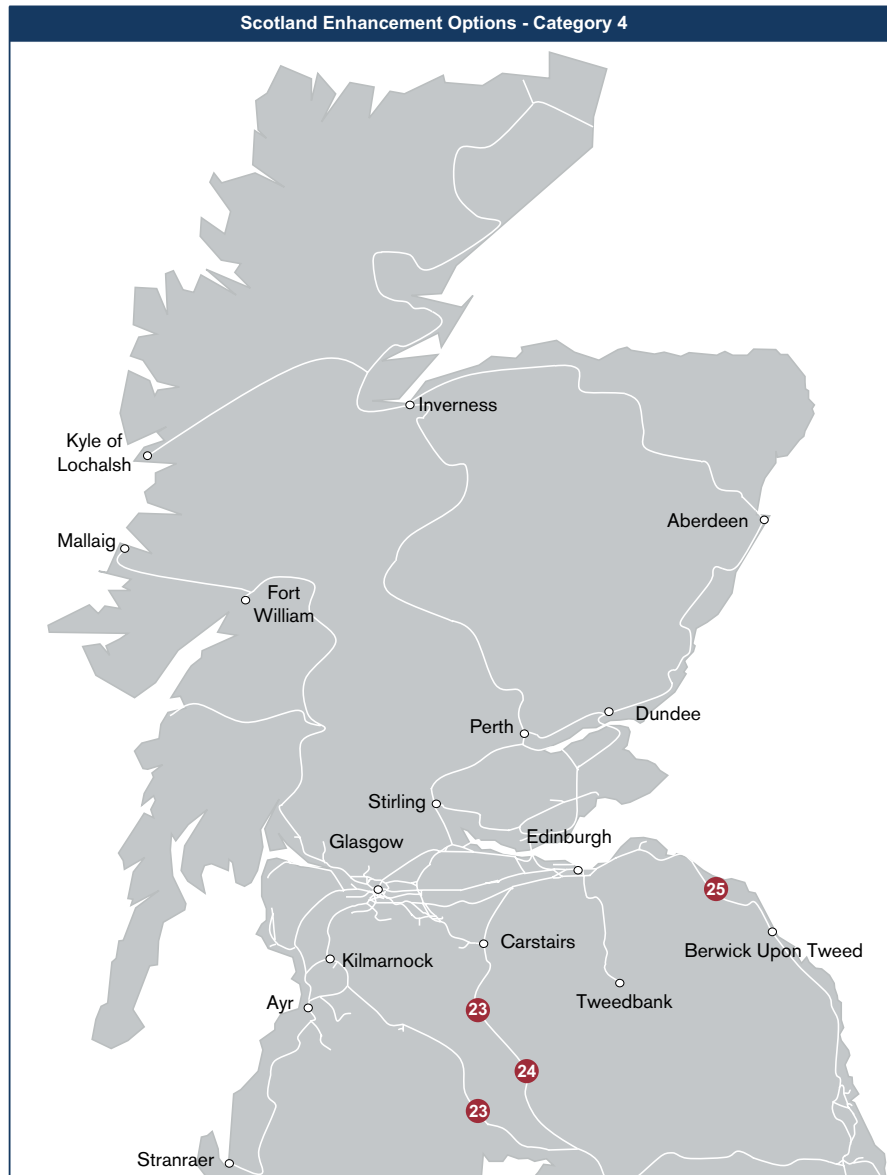 Scotland Enhancement Options - Category 4
Inverness
Kyle of
Lochalsh
Aberdeen
Mallaig
Fort
William
Dundee
Perth
Stirling
Edinburgh
Glasgow
25
Carstairs
Berwick Upon Tweed
Kilmarnock
Tweedbank
Ayr
23
24
23
Stranraer